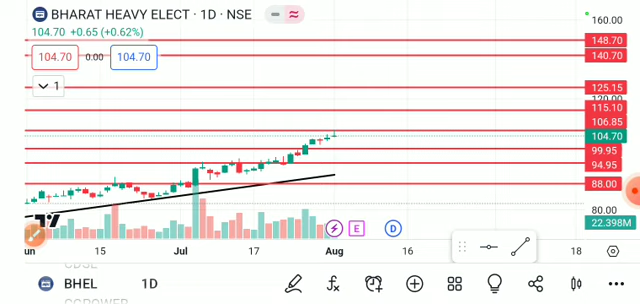 BHARAT HEAVY ELECT · 1D · NSE
104.70 +0.65 (+0.62%)
104.70 0.00 104.70
1
160.00
148.70
140.70
125.15
120.00
115.10
106.85
104.70
99.95
94.95
88.00
80.00
22.398M
E D
un 15 Jul 17 Aug 16 18
BHEL 1D